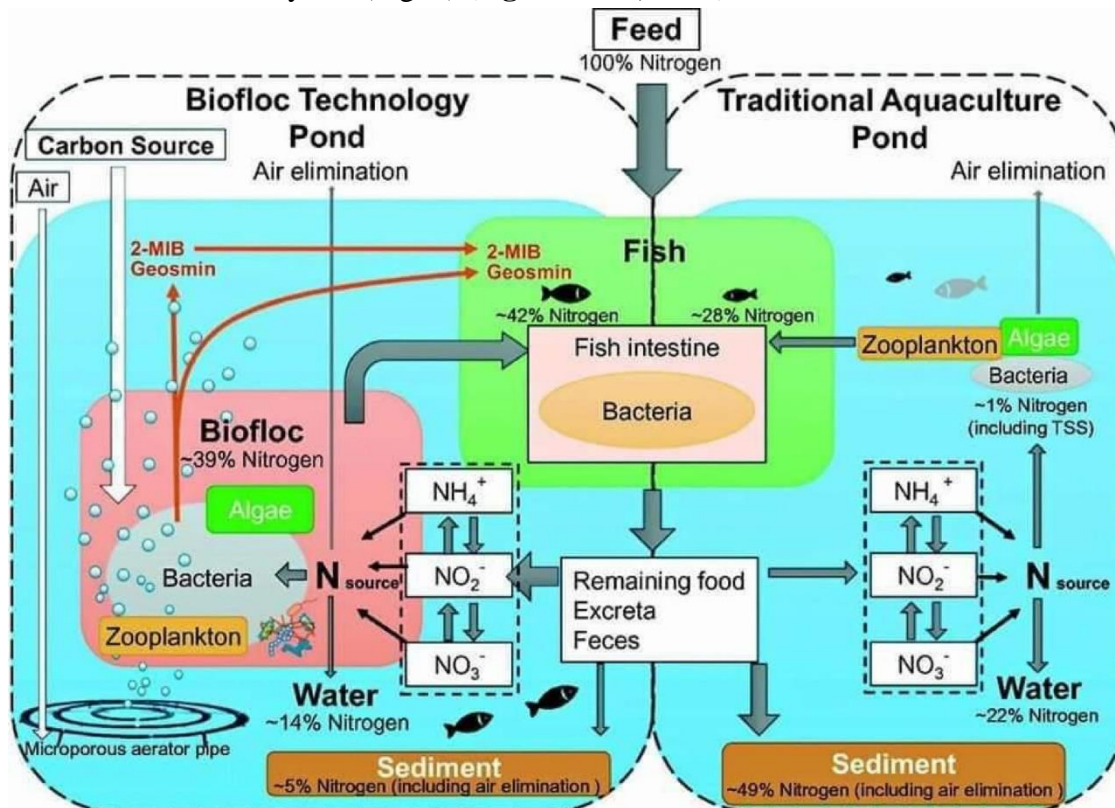 Feed
100% Nitrogen
Biofloc Technology
Pond
Traditional Aquaculture
Pond
Carbon Source
Air
Air elimination
Air elimination
2-MIB
Geosmin
2-MIB
Geosmin
Fish
~42% Nitrogen
~28% Nitrogen
Fish intestine
Bacteria
Zooplankton
Algae
Bacteria
~1% Nitrogen
(including TSS)
Biofloc
~39% Nitrogen
Algae
Bacteria
Zooplankton
N source
NH₄⁺
NO₂⁻
NO₃⁻
Remaining food
Excreta
Feces
NH₄⁺
NO₂⁻
NO₃⁻
N source
Water
~14% Nitrogen
Water
~22% Nitrogen
Microporous aerator pipe
Sediment
~5% Nitrogen (including air elimination )
Sediment
~49% Nitrogen (including air elimination )